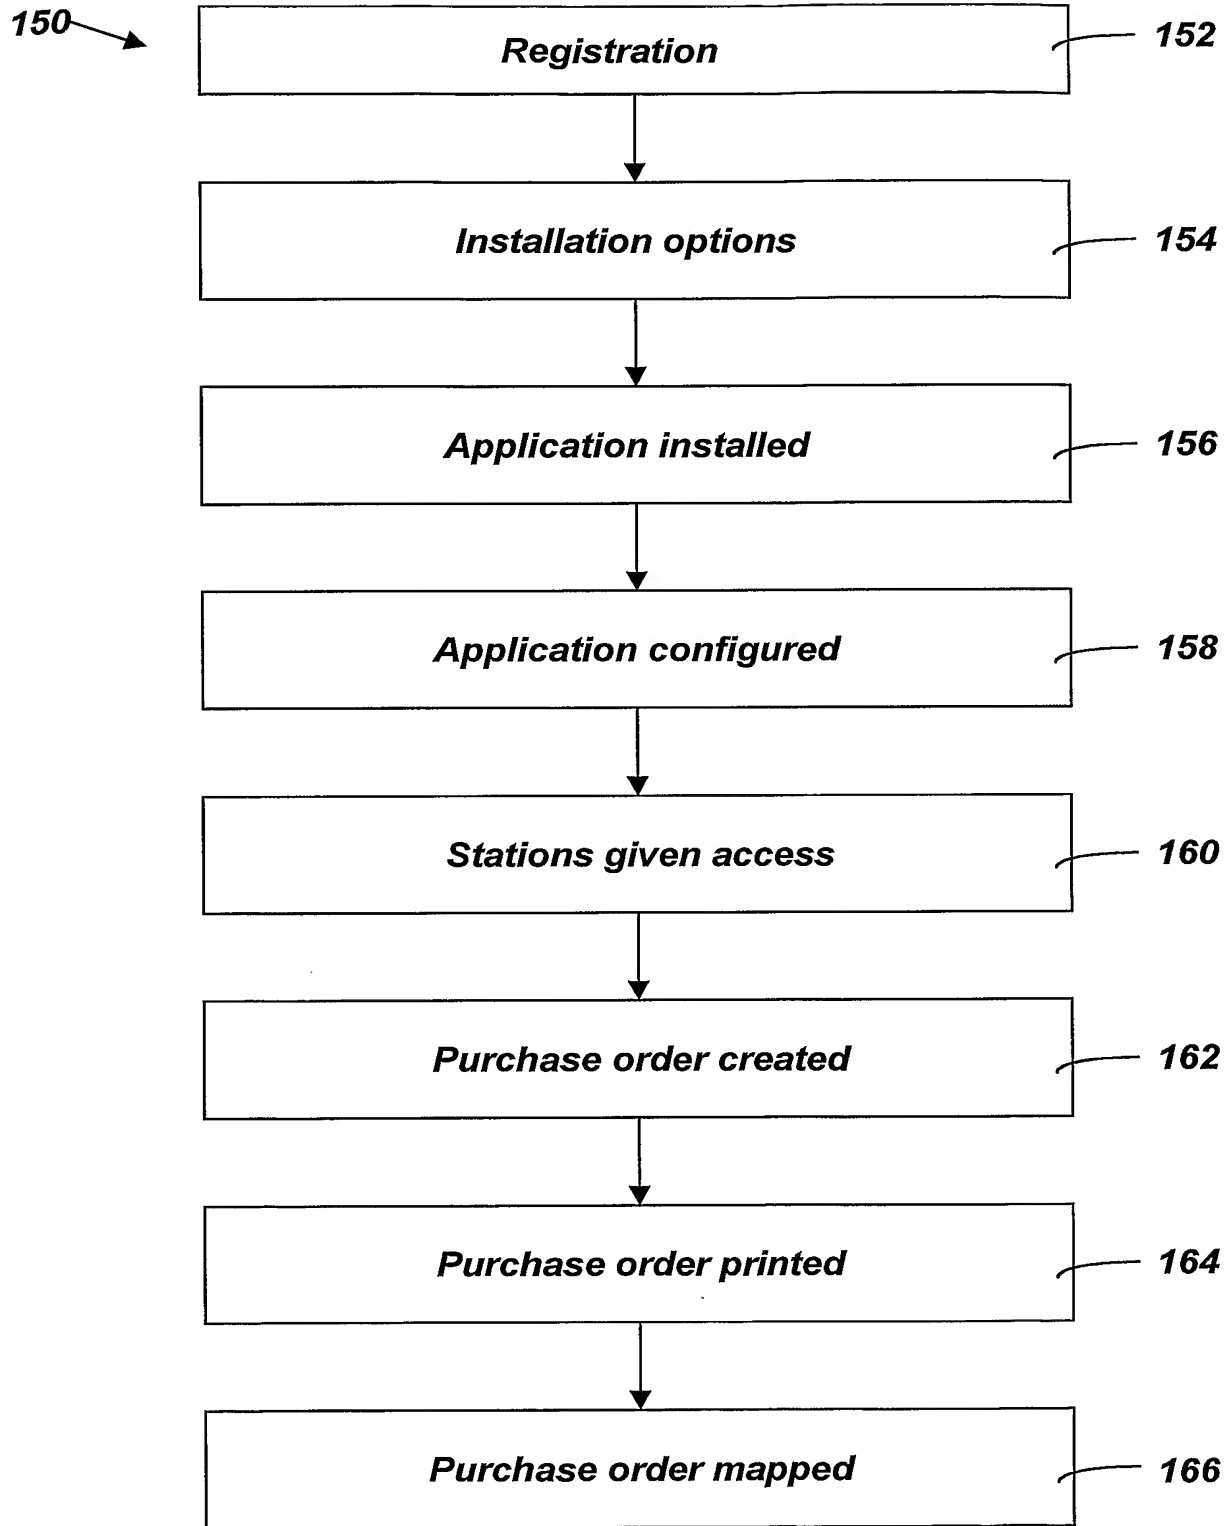 150
Registration 152
Installation options 154
Application installed 156
Application configured 158
Stations given access 160
Purchase order created 162
Purchase order printed 164
Purchase order mapped 166